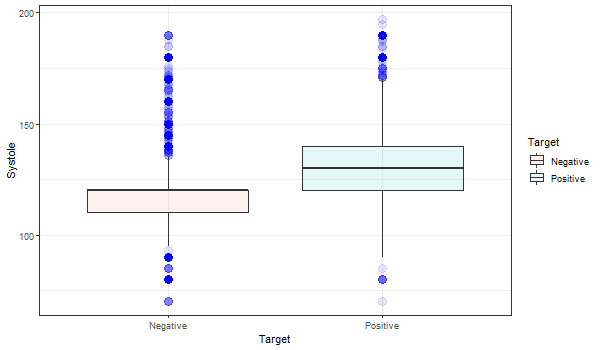 200
150
100
Systole
Negative
Positive
Target
Target
Negative
Positive